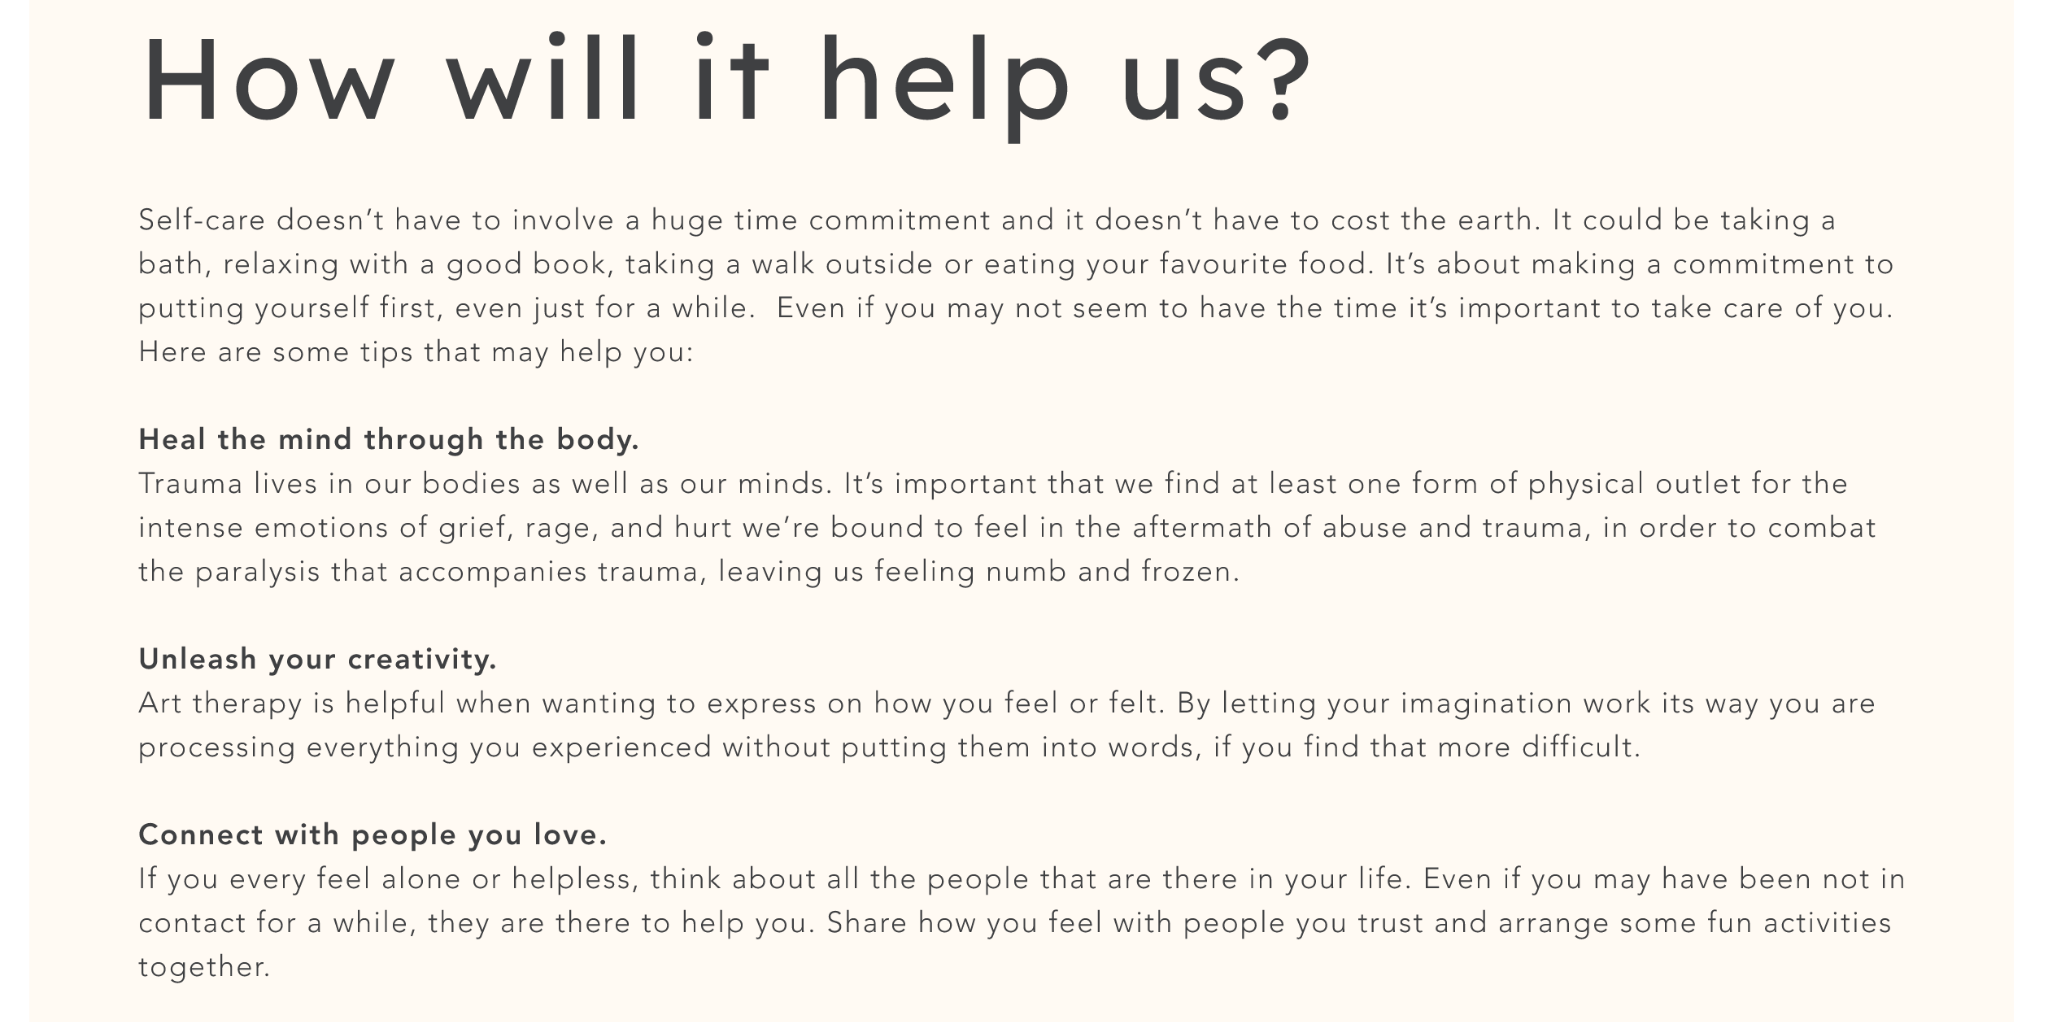 How will it help us?
Self-care doesn’t have to involve a huge time commitment and it doesn’t have to cost the earth. It could be taking a
bath, relaxing with a good book, taking a walk outside or eating your favourite food. It’s about making a commitment to
putting yourself first, even just for a while.  Even if you may not seem to have the time it’s important to take care of you.
Here are some tips that may help you:
Heal the mind through the body.
Trauma lives in our bodies as well as our minds. It’s important that we find at least one form of physical outlet for the
intense emotions of grief, rage, and hurt we’re bound to feel in the aftermath of abuse and trauma, in order to combat
the paralysis that accompanies trauma, leaving us feeling numb and frozen.
Unleash your creativity.
Art therapy is helpful when wanting to express on how you feel or felt. By letting your imagination work its way you are
processing everything you experienced without putting them into words, if you find that more difficult.
Connect with people you love.
If you every feel alone or helpless, think about all the people that are there in your life. Even if you may have been not in
contact for a while, they are there to help you. Share how you feel with people you trust and arrange some fun activities
together.